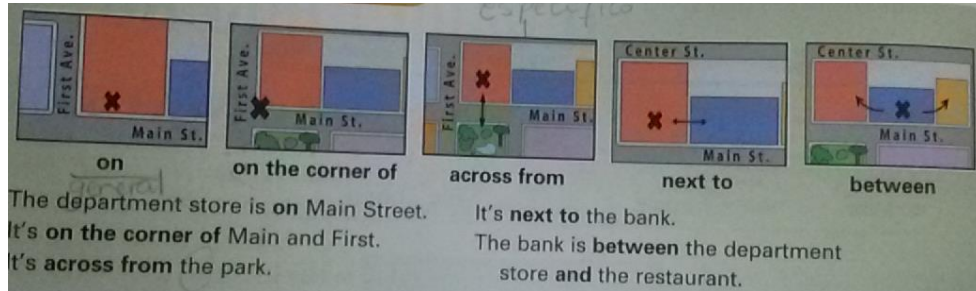 específico
First Ave.
Main St.
on
general
First Ave.
Main St.
on the corner of
First Ave.
Main St.
across from
Center St.
Main St.
next to
Center St.
Main St.
between
The department store is on Main Street.
It's on the corner of Main and First.
It's across from the park.
It's next to the bank.
The bank is between the department
store and the restaurant.